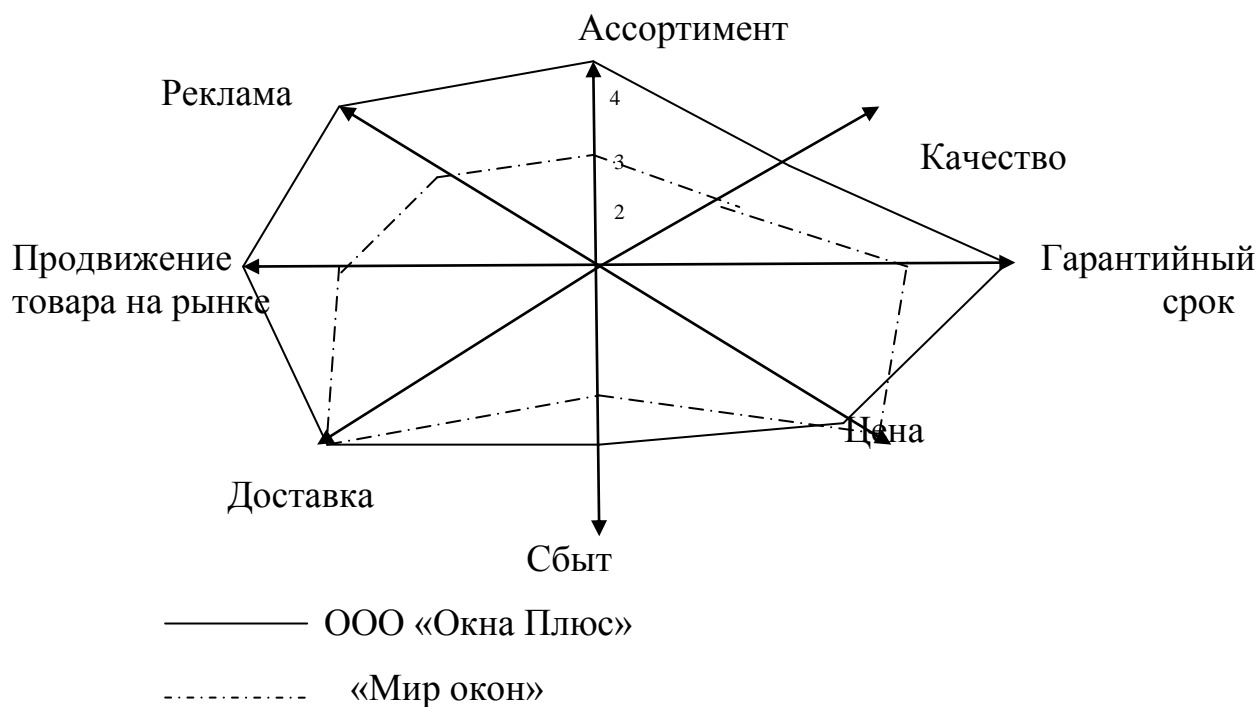 Ассортимент
Реклама
4
Качество
3
2
Продвижение
товара на рынке
Гарантийный
срок
Цена
Доставка
Сбыт
ООО «Окна Плюс»
«Мир окон»